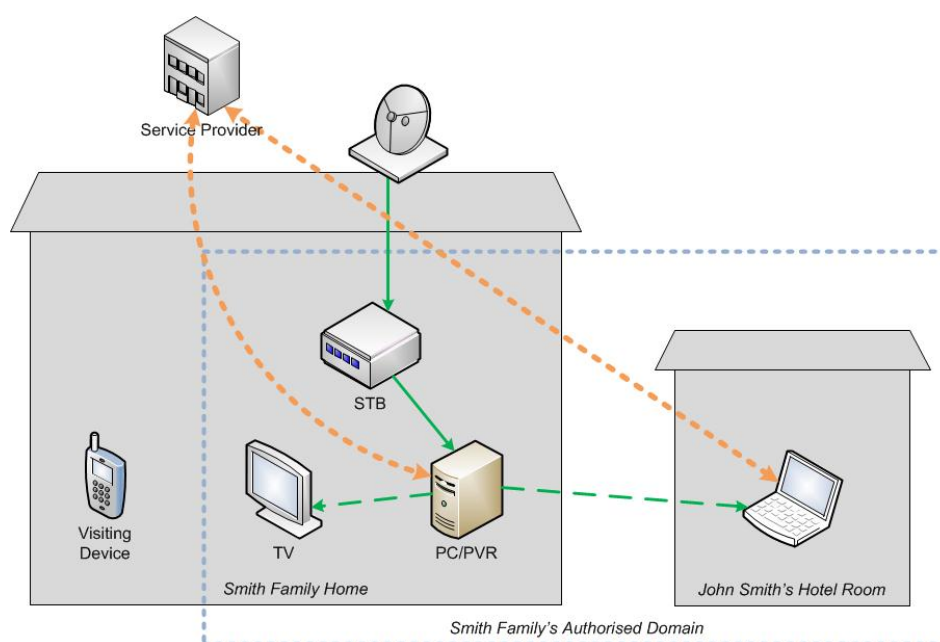 Service Provider
STB
Visiting
Device
TV
PC/PVR
Smith Family Home
John Smith's Hotel Room
Smith Family's Authorised Domain